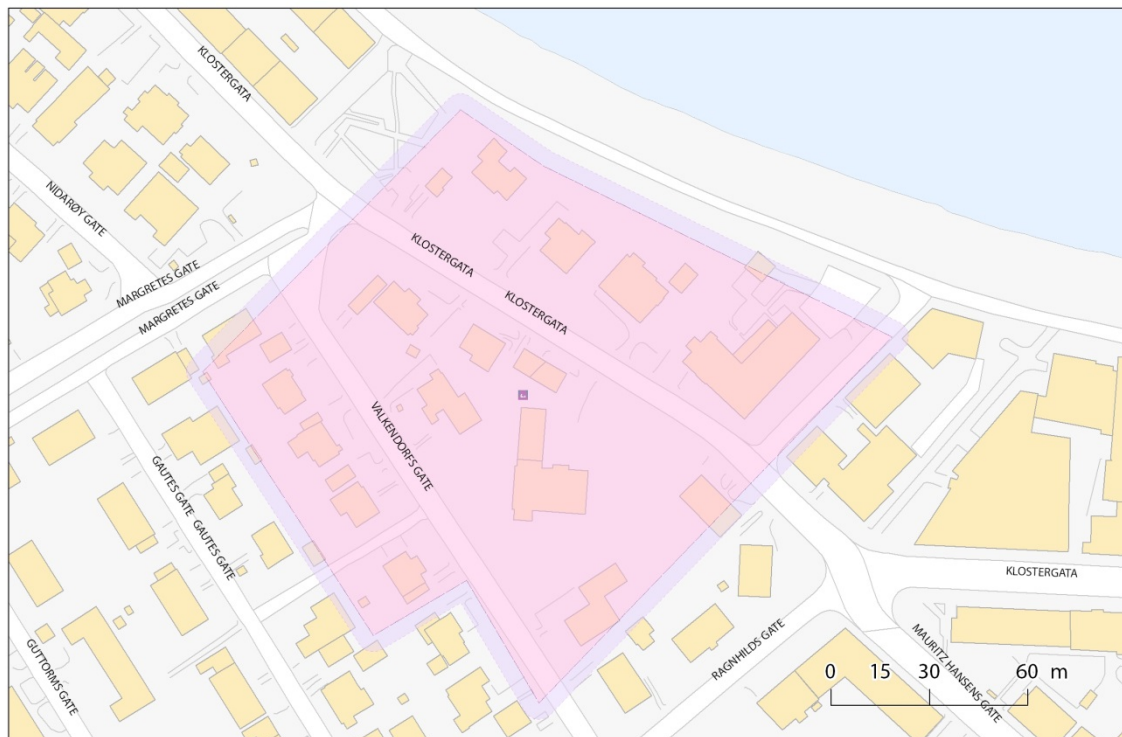 KLOSTERGATA
NIDARØY GATE
MARGRETES GATE
MARGRETES GATE
KLOSTERGATA
KLOSTERGATA
VALKENDORFS GATE
GAUTES GATE
GAUTES GATE
GUTTORMS GATE
KLOSTERGATA
RAGNHILDS GATE
MAURITZ HANSENS GATE
0 15 30 60 m